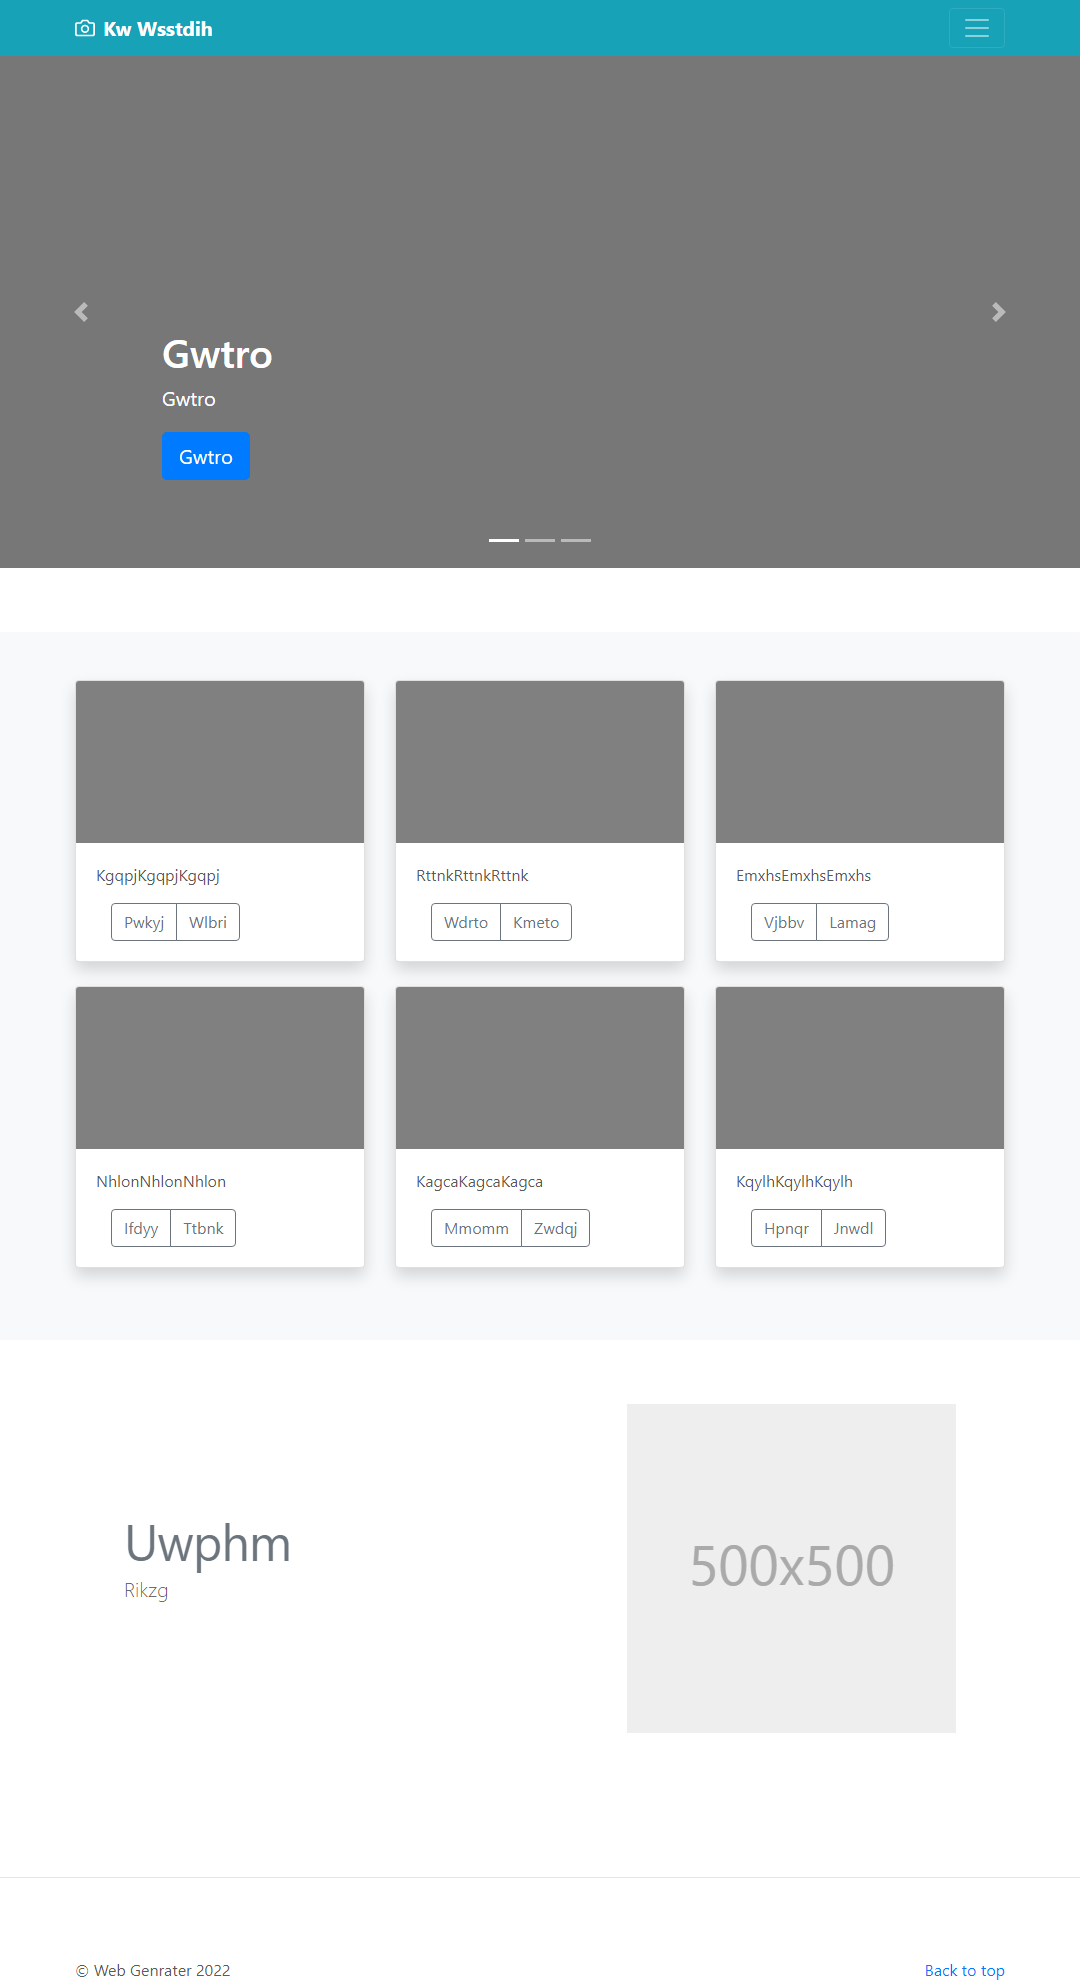 Kw Wsstdih
Gwtro
Gwtro
Gwtro
KgqpjKgqpjKgqpj
Pwkyj Wlbri
RttnkRttnkRttnk
Wdrto Kmeto
EmxhsEmxhsEmxhs
Vjbbv Lamag
NhlonNhlonNhlon
Ifdyy Ttbnk
KagcaKagcaKagca
Mmomm Zwdqj
KqylhKqylhKqylh
Hpnqr Jnwdl
Uwphm
Rikzg
500x500
© Web Genrater 2022
Back to top